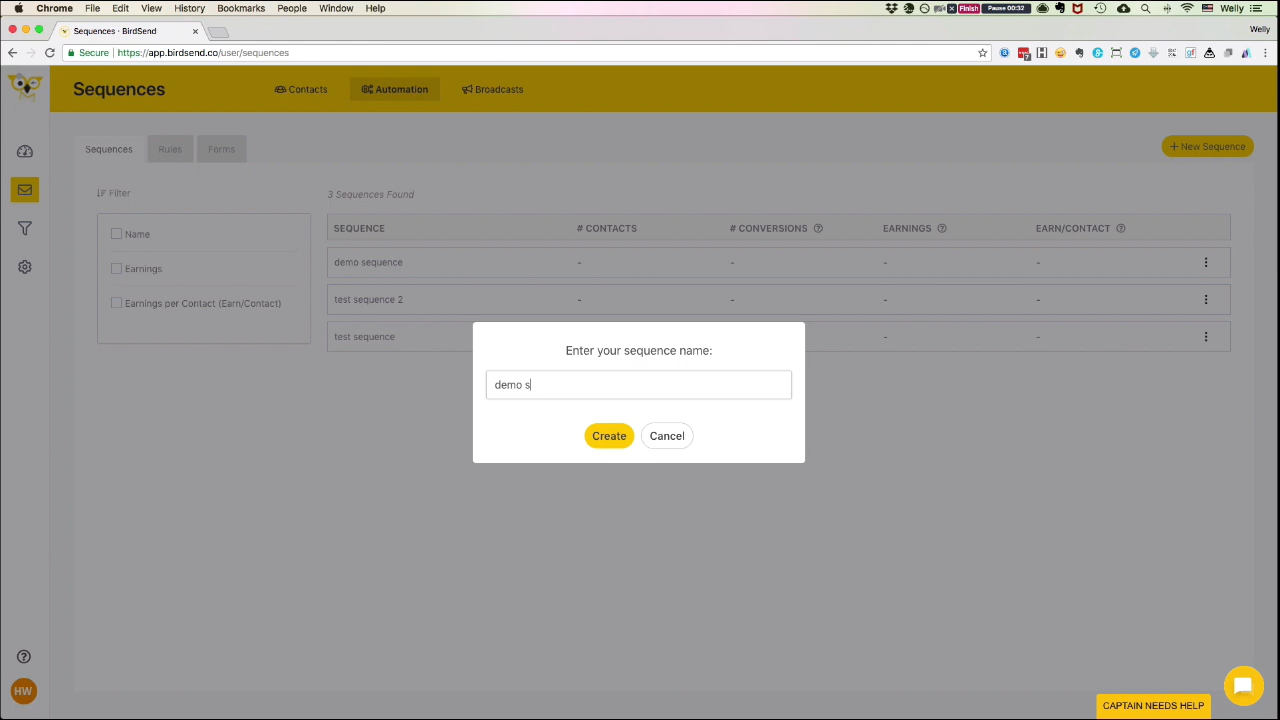 Chrome File Edit View History Bookmarks People Window Help Finish Pause 00:32 Welly
Sequences · BirdSend Welly
Secure https://app.birdsend.co/user/sequences
Sequences Contacts Automation Broadcasts
Sequences Rules Forms + New Sequence
Filter 3 Sequences Found
SEQUENCE # CONTACTS # CONVERSIONS ? EARNINGS ? EARN/CONTACT ?
Name
demo sequence - - - -
Earnings
test sequence 2 - - - -
Earnings per Contact (Earn/Contact)
test sequence - -
Enter your sequence name:
demo s
Create Cancel
?
HW
CAPTAIN NEEDS HELP